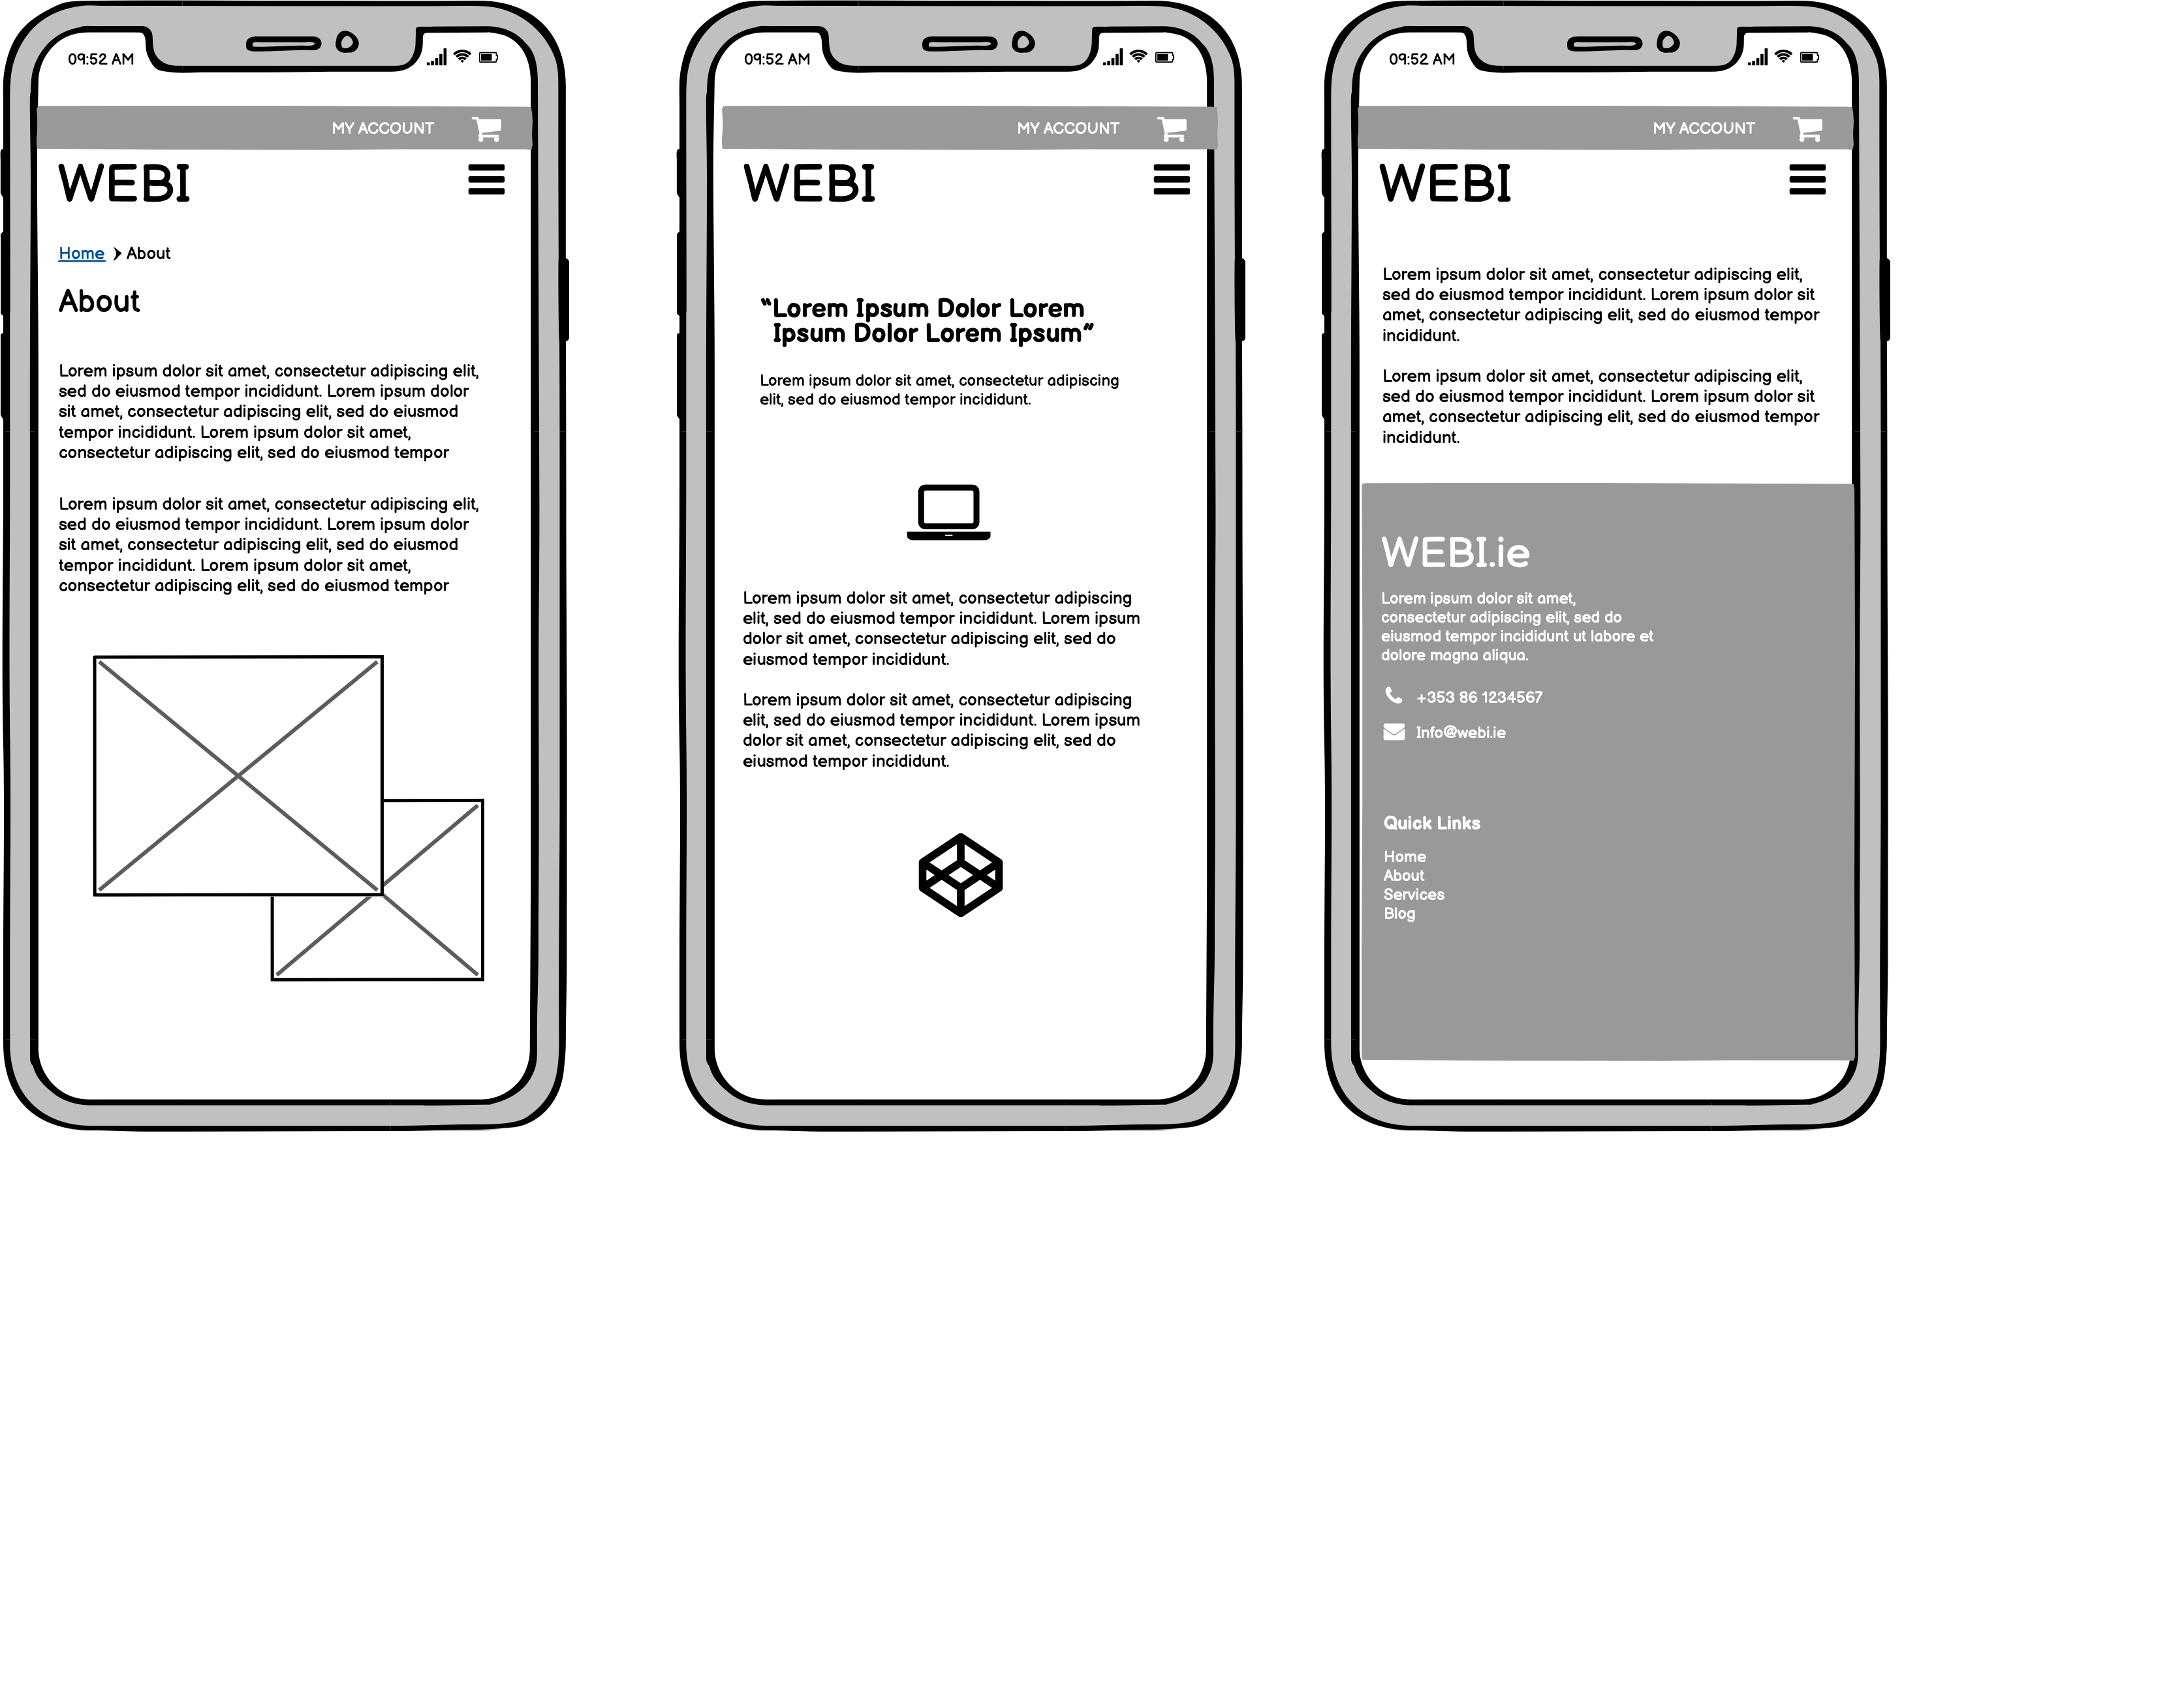 09:52 AM
MY ACCOUNT
WEBI
Home About
About
Lorem ipsum dolor sit amet, consectetur adipiscing elit,
sed do eiusmod tempor incididunt. Lorem ipsum dolor
sit amet, consectetur adipiscing elit, sed do eiusmod
tempor incididunt. Lorem ipsum dolor sit amet,
consectetur adipiscing elit, sed do eiusmod tempor
Lorem ipsum dolor sit amet, consectetur adipiscing elit,
sed do eiusmod tempor incididunt. Lorem ipsum dolor
sit amet, consectetur adipiscing elit, sed do eiusmod
tempor incididunt. Lorem ipsum dolor sit amet,
consectetur adipiscing elit, sed do eiusmod tempor
09:52 AM
MY ACCOUNT
WEBI
“Lorem Ipsum Dolor Lorem
Ipsum Dolor Lorem Ipsum”
Lorem ipsum dolor sit amet, consectetur adipiscing
elit, sed do eiusmod tempor incididunt.
Lorem ipsum dolor sit amet, consectetur adipiscing
elit, sed do eiusmod tempor incididunt. Lorem ipsum
dolor sit amet, consectetur adipiscing elit, sed do
eiusmod tempor incididunt.
Lorem ipsum dolor sit amet, consectetur adipiscing
elit, sed do eiusmod tempor incididunt. Lorem ipsum
dolor sit amet, consectetur adipiscing elit, sed do
eiusmod tempor incididunt.
09:52 AM
MY ACCOUNT
WEBI
Lorem ipsum dolor sit amet, consectetur adipiscing elit,
sed do eiusmod tempor incididunt. Lorem ipsum dolor sit
amet, consectetur adipiscing elit, sed do eiusmod tempor
incididunt.
Lorem ipsum dolor sit amet, consectetur adipiscing elit,
sed do eiusmod tempor incididunt. Lorem ipsum dolor sit
amet, consectetur adipiscing elit, sed do eiusmod tempor
incididunt.
WEBI.ie
Lorem ipsum dolor sit amet,
consectetur adipiscing elit, sed do
eiusmod tempor incididunt ut labore et
dolore magna aliqua.
+353 86 1234567
Info@webi.ie
Quick Links
Home
About
Services
Blog